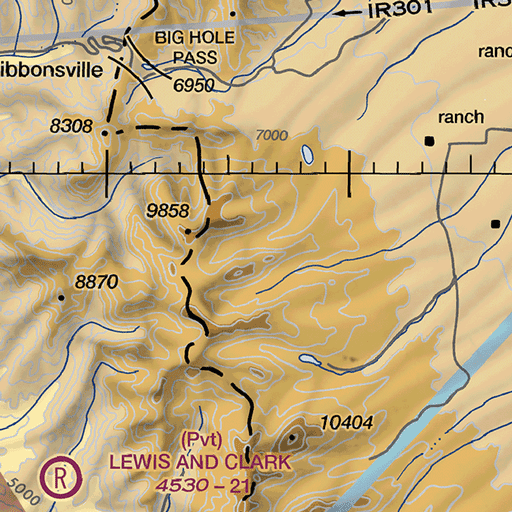 IR301
BIG HOLE
PASS
ibbonsville
6950
ranc
ranch
8308
7000
9858
8870
10404
(Pvt)
LEWIS AND CLARK
4530 – 21
R
5000